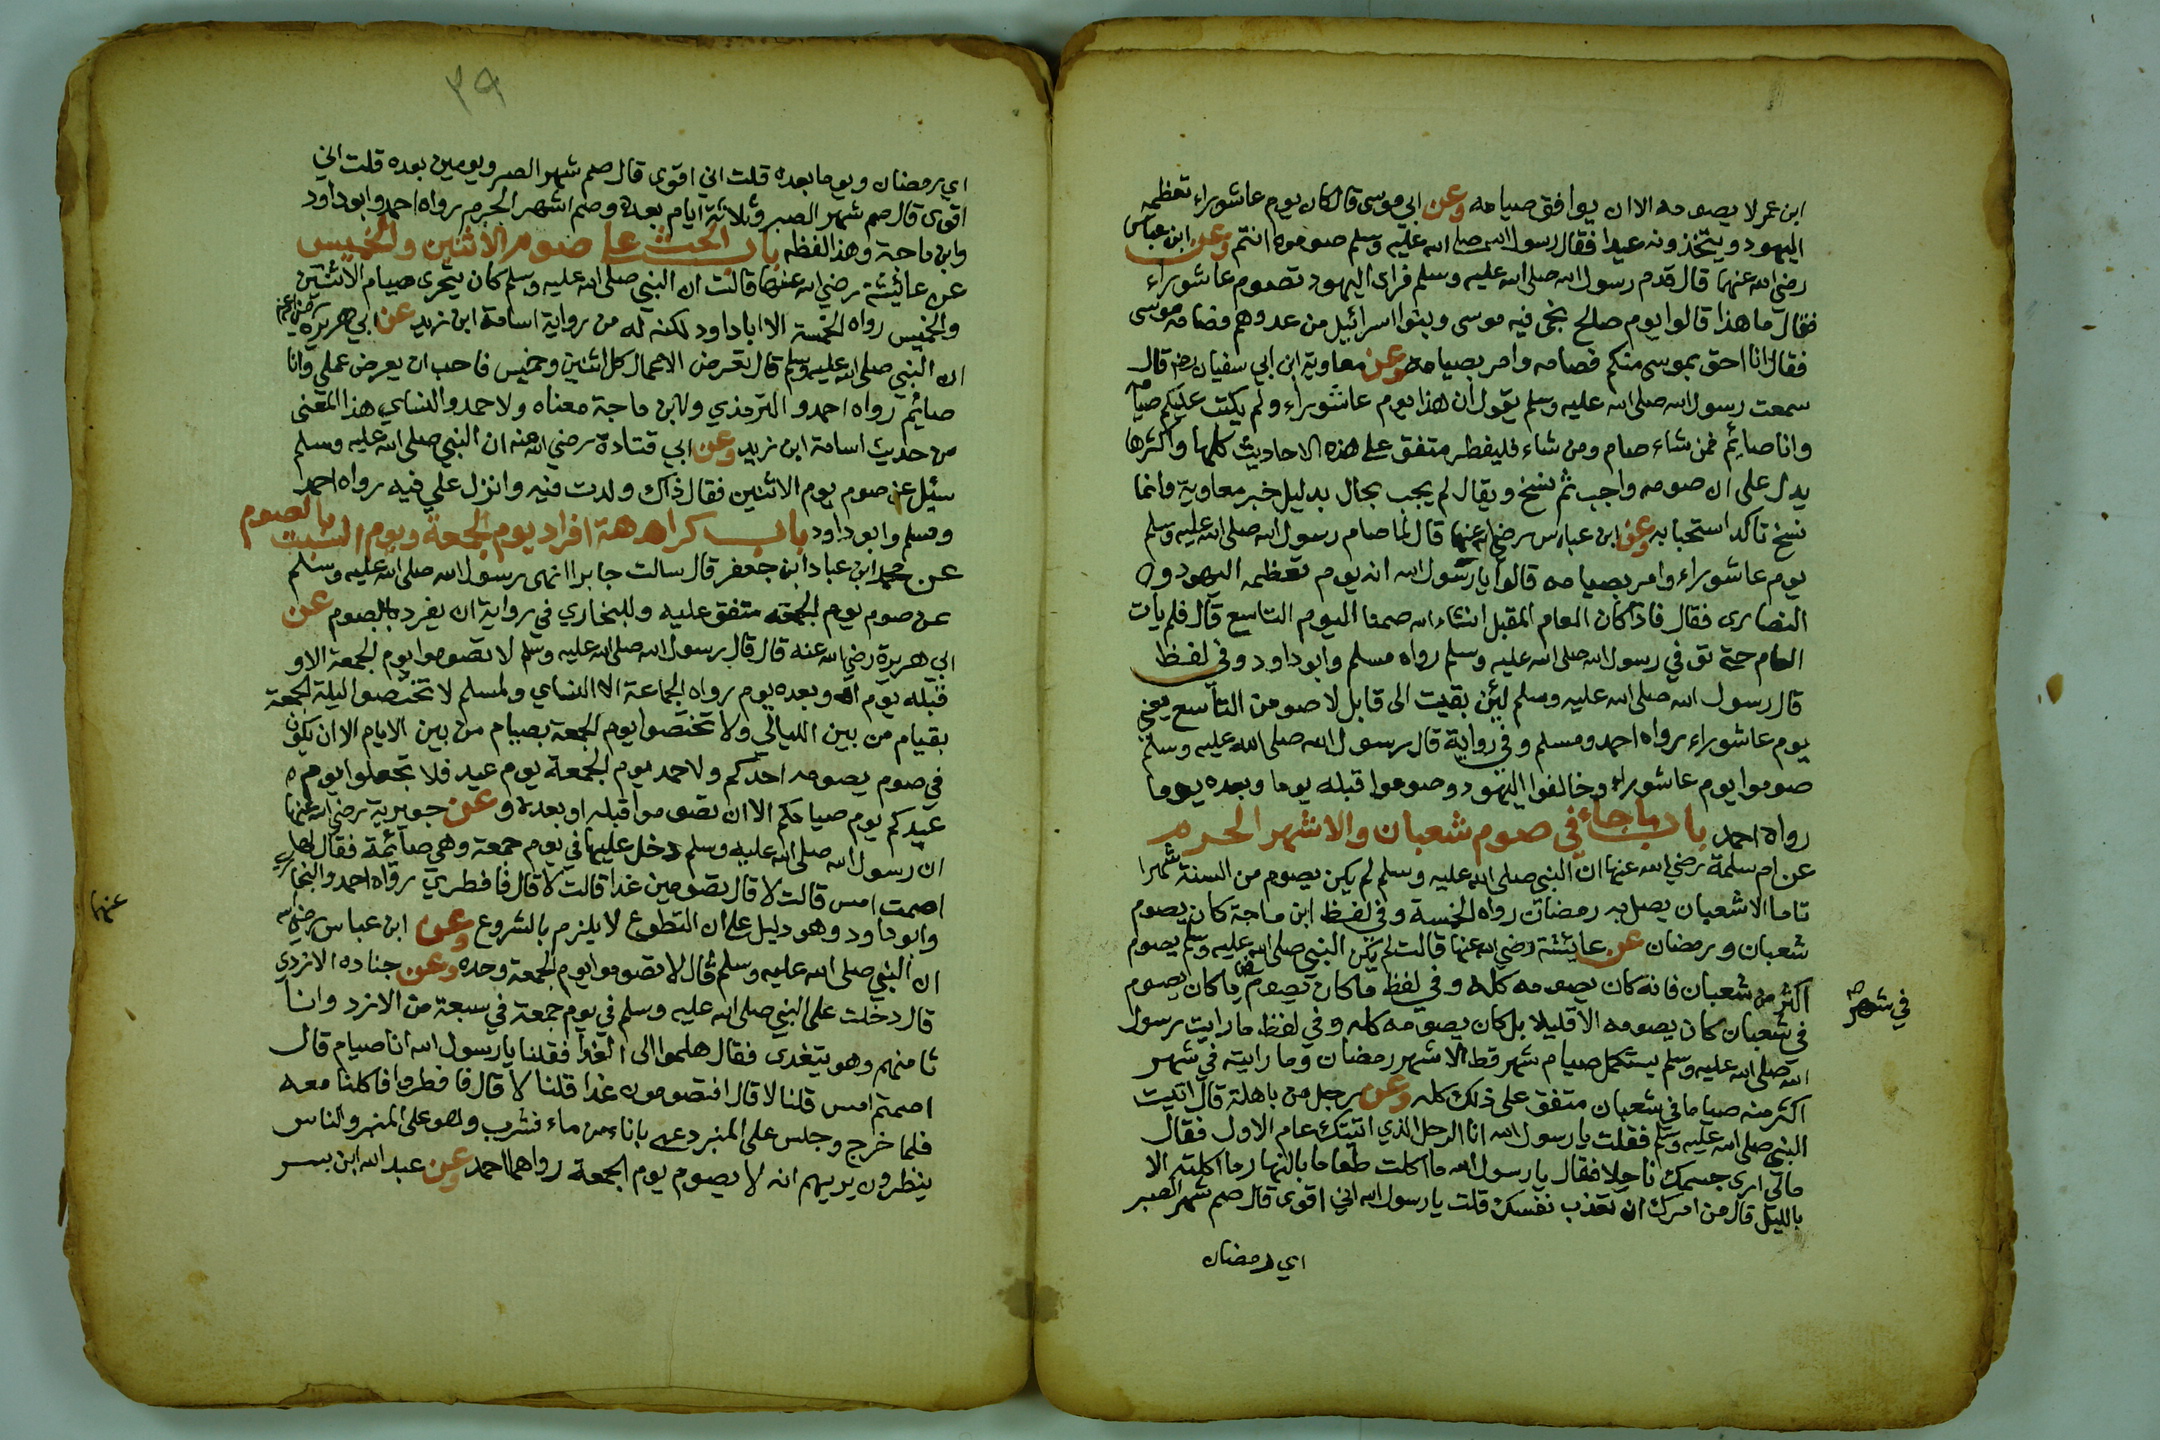 ابن عمر لا يصومه الا ان يوافق صيامه وعن ابي موسى قال كان يوم عاشوراء تعظمه
اليهود ويتخذونه عيدا فقال رسول الله صلى الله عليه وسلم صوموه انتم وعن ابن عباس
رضي الله عنهما قال قدم رسول الله صلى الله عليه وسلم فراى اليهود تصوم عاشوراء
فقال ما هذا قالوا يوم صالح نجى فيه موسى وبنوا اسرائيل من عدوهم فصامه موسى
فقال انا احق بموسى منكم فصامه وامر بصيامه وعن معاوية ابن ابي سفيان رضه قال
سمعت رسول الله صلى الله عليه وسلم يقول ان هذا يوم عاشوراء ولم يكتب عليكم صيامه
وانا صائم فمن شاء صام ومن شاء فليفطر متفق على هذه الاحاديث كلها واكثرها
يدل على ان صومه واجب ثم نسخ ويقال لم يجب بحال بدليل خبر معاوية وانما
نسخ تاكد استحبابه وعن ابن عباس رضي الله عنهما قال لما صام رسول الله صلى الله عليه وسلم
يوم عاشوراء وامر بصيامه قالوا يا رسول الله انه يوم تعظمه اليهود و
النصارى فقال فاذا كان العام المقبل انشاء الله صمنا اليوم التاسع قال فلم يات
العام حتى توفي رسول الله صلى الله عليه وسلم رواه مسلم وابو داود وفي لفظ
قال رسول الله صلى الله عليه وسلم لئن بقيت الى قابل لاصومن التاسع يعني
يوم عاشوراء رواه احمد ومسلم وفي رواية قال رسول الله صلى الله عليه وسلم
صوموا يوم عاشوراء وخالفوا اليهود وصوموا قبله يوما وبعده يوما
رواه احمد باب ما جاء في صوم شعبان والاشهر الحرم
عن ام سلمة رضي الله عنها ان النبي صلى الله عليه وسلم لم يكن يصوم من السنة شهرا
تاما الا شعبان يصل به رمضان رواه الخمسة وفي لفظ ابن ماجة كان يصوم
شعبان ورمضان عن عايشة رضي الله عنها قالت لم يكن النبي صلى الله عليه وسلم يصوم
اكثر من شعبان فانه كان يصومه كله وفي لفظ ما كان يصوم ما كان يصوم
في شهر
في شعبان كان يصومه الا قليلا بل كان يصومه كله وفي لفظ ما رايت رسول
الله صلى الله عليه وسلم يستكمل صيام شهر قط الا شهر رمضان وما رايته في شهر
اكثر منه صياما في شعبان متفق على ذلك كله وعن رجل من باهلة قال اتيت
النبي صلى الله عليه وسلم فقلت يا رسول الله انا الرجل الذي اتيتك عام الاول فقال
مالي ارى جسمك ناحلا فقال يا رسول الله ما اكلت طعاما بالنهار وما اكلته الا
بالليل قال من امرك ان تعذب نفسك قلت يا رسول الله اني اقوى قال صم شهر الصبر
اي رمضان
٣٩
اي رمضان ويوما بعده قلت اني اقوى قال صم شهر الصبر ويومين بعده قلت اني
اقوى قال صم شهر الصبر وثلاثة ايام بعده وصم اشهر الحرم رواه احمد وابو داود
وابن ماجة وهذا لفظه باب الحث على صوم الاثنين والخميس
عن عائيشة رضي الله عنها قالت ان النبي صلى الله عليه وسلم كان يتحرى صيام الاثنين
والخميس رواه الخمسة الا ابا داود لكنه له من رواية اسامة ابن زيد عن ابي هريرة رضي الله عنه
ان النبي صلى الله عليه وسلم قال تعرض الاعمال كل اثنين وخميس فاحب ان يعرض عملي وانا
صائيم رواه احمد والترمذي ولابن ماجة معناه ولاحمد والنساي هذا المعنى
من حديث اسامة ابن زيد وعن ابي قتادة رضي الله عنه ان النبي صلى الله عليه وسلم
سئيل عن صوم يوم الاثنين فقال ذاك ولدت فيه وانزل علي فيه رواه احمد
ومسلم وابو داود باب كراهة افراد يوم الجمعة ويوم السبت بالصوم
عن محمد ابن عباد ابن جعفر قال سالت جابرا انهى رسول الله صلى الله عليه وسلم
عن صوم يوم الجمعة متفق عليه وللبخاري في رواية ان يفرد بالصوم عن
ابي هريرة رضي الله عنه قال قال رسول الله صلى الله عليه وسلم لا تصوموا يوم الجمعة الا و
قبله يوم او بعده يوم رواه الجماعة الا النساي ولمسلم لا تختصوا ليلة الجمعة
بقيام من بين الليالي ولا تختصوا يوم الجمعة بصيام من بين الايام الا ان يكون
في صوم يصومه احدكم ولاحمد يوم الجمعة يوم عيد فلا تجعلوا يوم
عيدكم يوم صيامكم الا ان تصوموا قبله او بعده وعن جويرية رضي الله عنها
ان رسول الله صلى الله عليه وسلم دخل عليها في يوم جمعة وهي صائمة فقال لها
اصمت امس قالت لا قال تصومين غدا قالت لا قال فافطري رواه احمد والبخاري
وابو داود وهو دليل على ان التطوع لا يلزم بالشروع وعن ابن عباس رضي الله
عنهما
ان النبي صلى الله عليه وسلم قال لا تصوموا يوم الجمعة وحده وعن جناده الازدي
قال دخلت على النبي صلى الله عليه وسلم في يوم جمعة في سبعة من الازد وانا
ثامنهم وهو يتغدى فقال هلموا الى الغدا فقلنا يا رسول الله انا صيام قال
اصمتم امس قلنا لا قال افتصومون غدا قلنا لا قال فافطروا فاكلنا معه
فلما خرج وجلس على المنبر دعى باناء من ماء فشرب وهو على المنبر والناس
ينظرون يريهم انه لا يصوم يوم الجمعة رواهما احمد وعن عبد الله ابن بسر